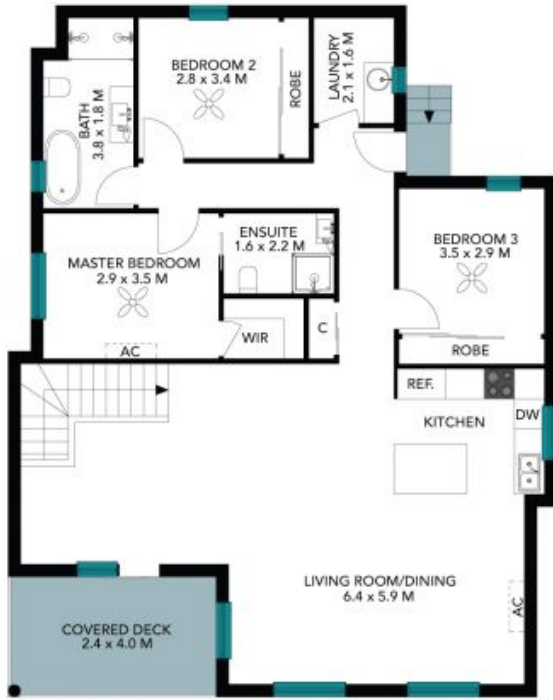 BEDROOM 2
2.8 x 3.4 M
ROBE
LAUNDRY
2.1 x 1.6 M
BATH
3.8 x 1.8 M
ENSUITE
1.6 x 2.2 M
MASTER BEDROOM
2.9 x 3.5 M
BEDROOM 3
3.5 x 2.9 M
WIR
C
AC
ROBE
REF.
KITCHEN
DW
LIVING ROOM/DINING
6.4 x 5.9 M
AC
COVERED DECK
2.4 x 4.0 M